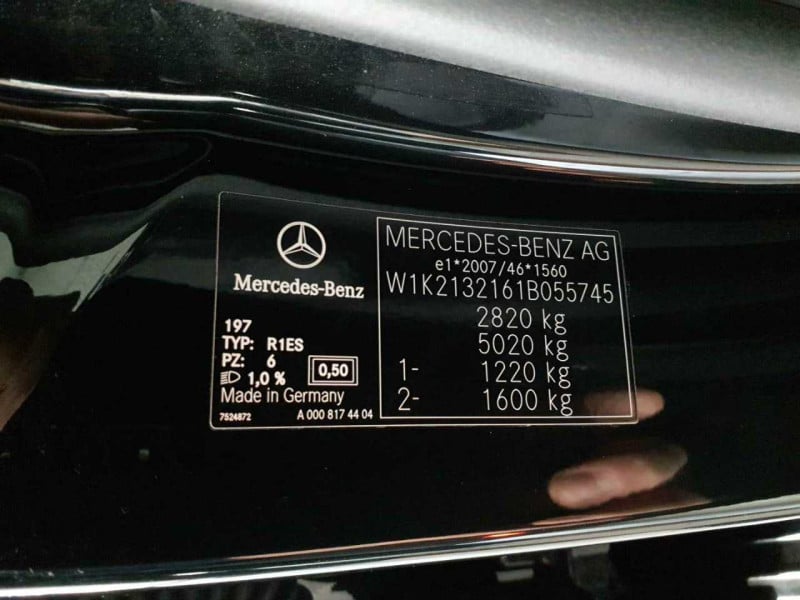 Mercedes-Benz
197
TYP: R1ES
PZ: 6
1,0 %
0,50
Made in Germany
7524872
A 000 817 44 04
MERCEDES-BENZ AG
e1*2007/46*1560
W1K2132161B055745
2820 kg
5020 kg
1- 1220 kg
2- 1600 kg